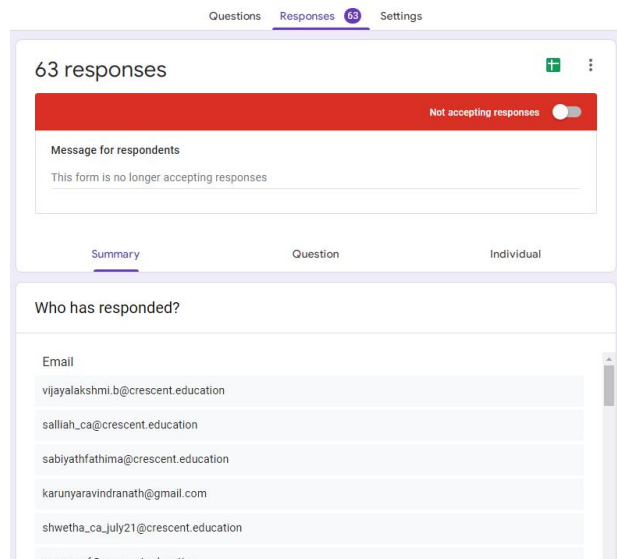 Questions Responses 63 Settings
63 responses
Not accepting responses
Message for respondents
This form is no longer accepting responses
Summary Question Individual
Who has responded?
Email
vijayalakshmi.b@crescent.education
salliah_ca@crescent.education
sabiyathfathima@crescent.education
karunyaravindranath@gmail.com
shwetha_ca_july21@crescent.education